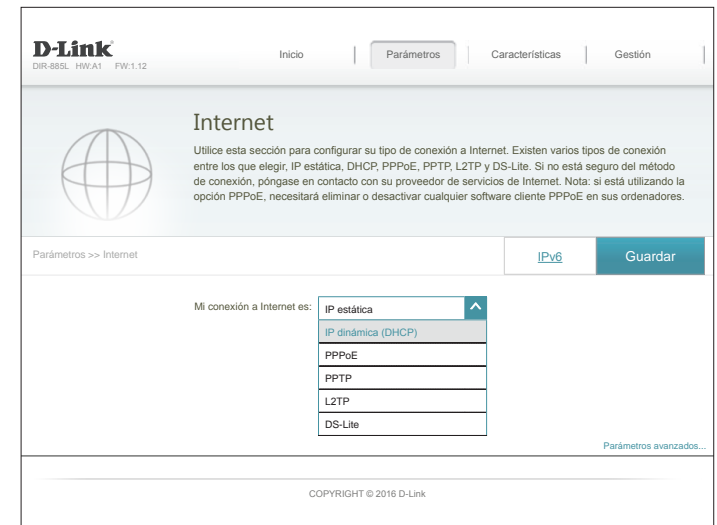 D-Link
DIR-885L HW:A1 FW:1.12
Inicio
Parámetros
Características
Gestión
Internet
Utilice esta sección para configurar su tipo de conexión a Internet. Existen varios tipos de conexión
entre los que elegir, IP estática, DHCP, PPPoE, PPTP, L2TP y DS-Lite. Si no está seguro del método
de conexión, póngase en contacto con su proveedor de servicios de Internet. Nota: si está utilizando la
opción PPPoE, necesitará eliminar o desactivar cualquier software cliente PPPoE en sus ordenadores.
Parámetros >> Internet
IPv6
Guardar
Mi conexión a Internet es:
IP estática
IP dinámica (DHCP)
PPPoE
PPTP
L2TP
DS-Lite
Parámetros avanzados...
COPYRIGHT © 2016 D-Link